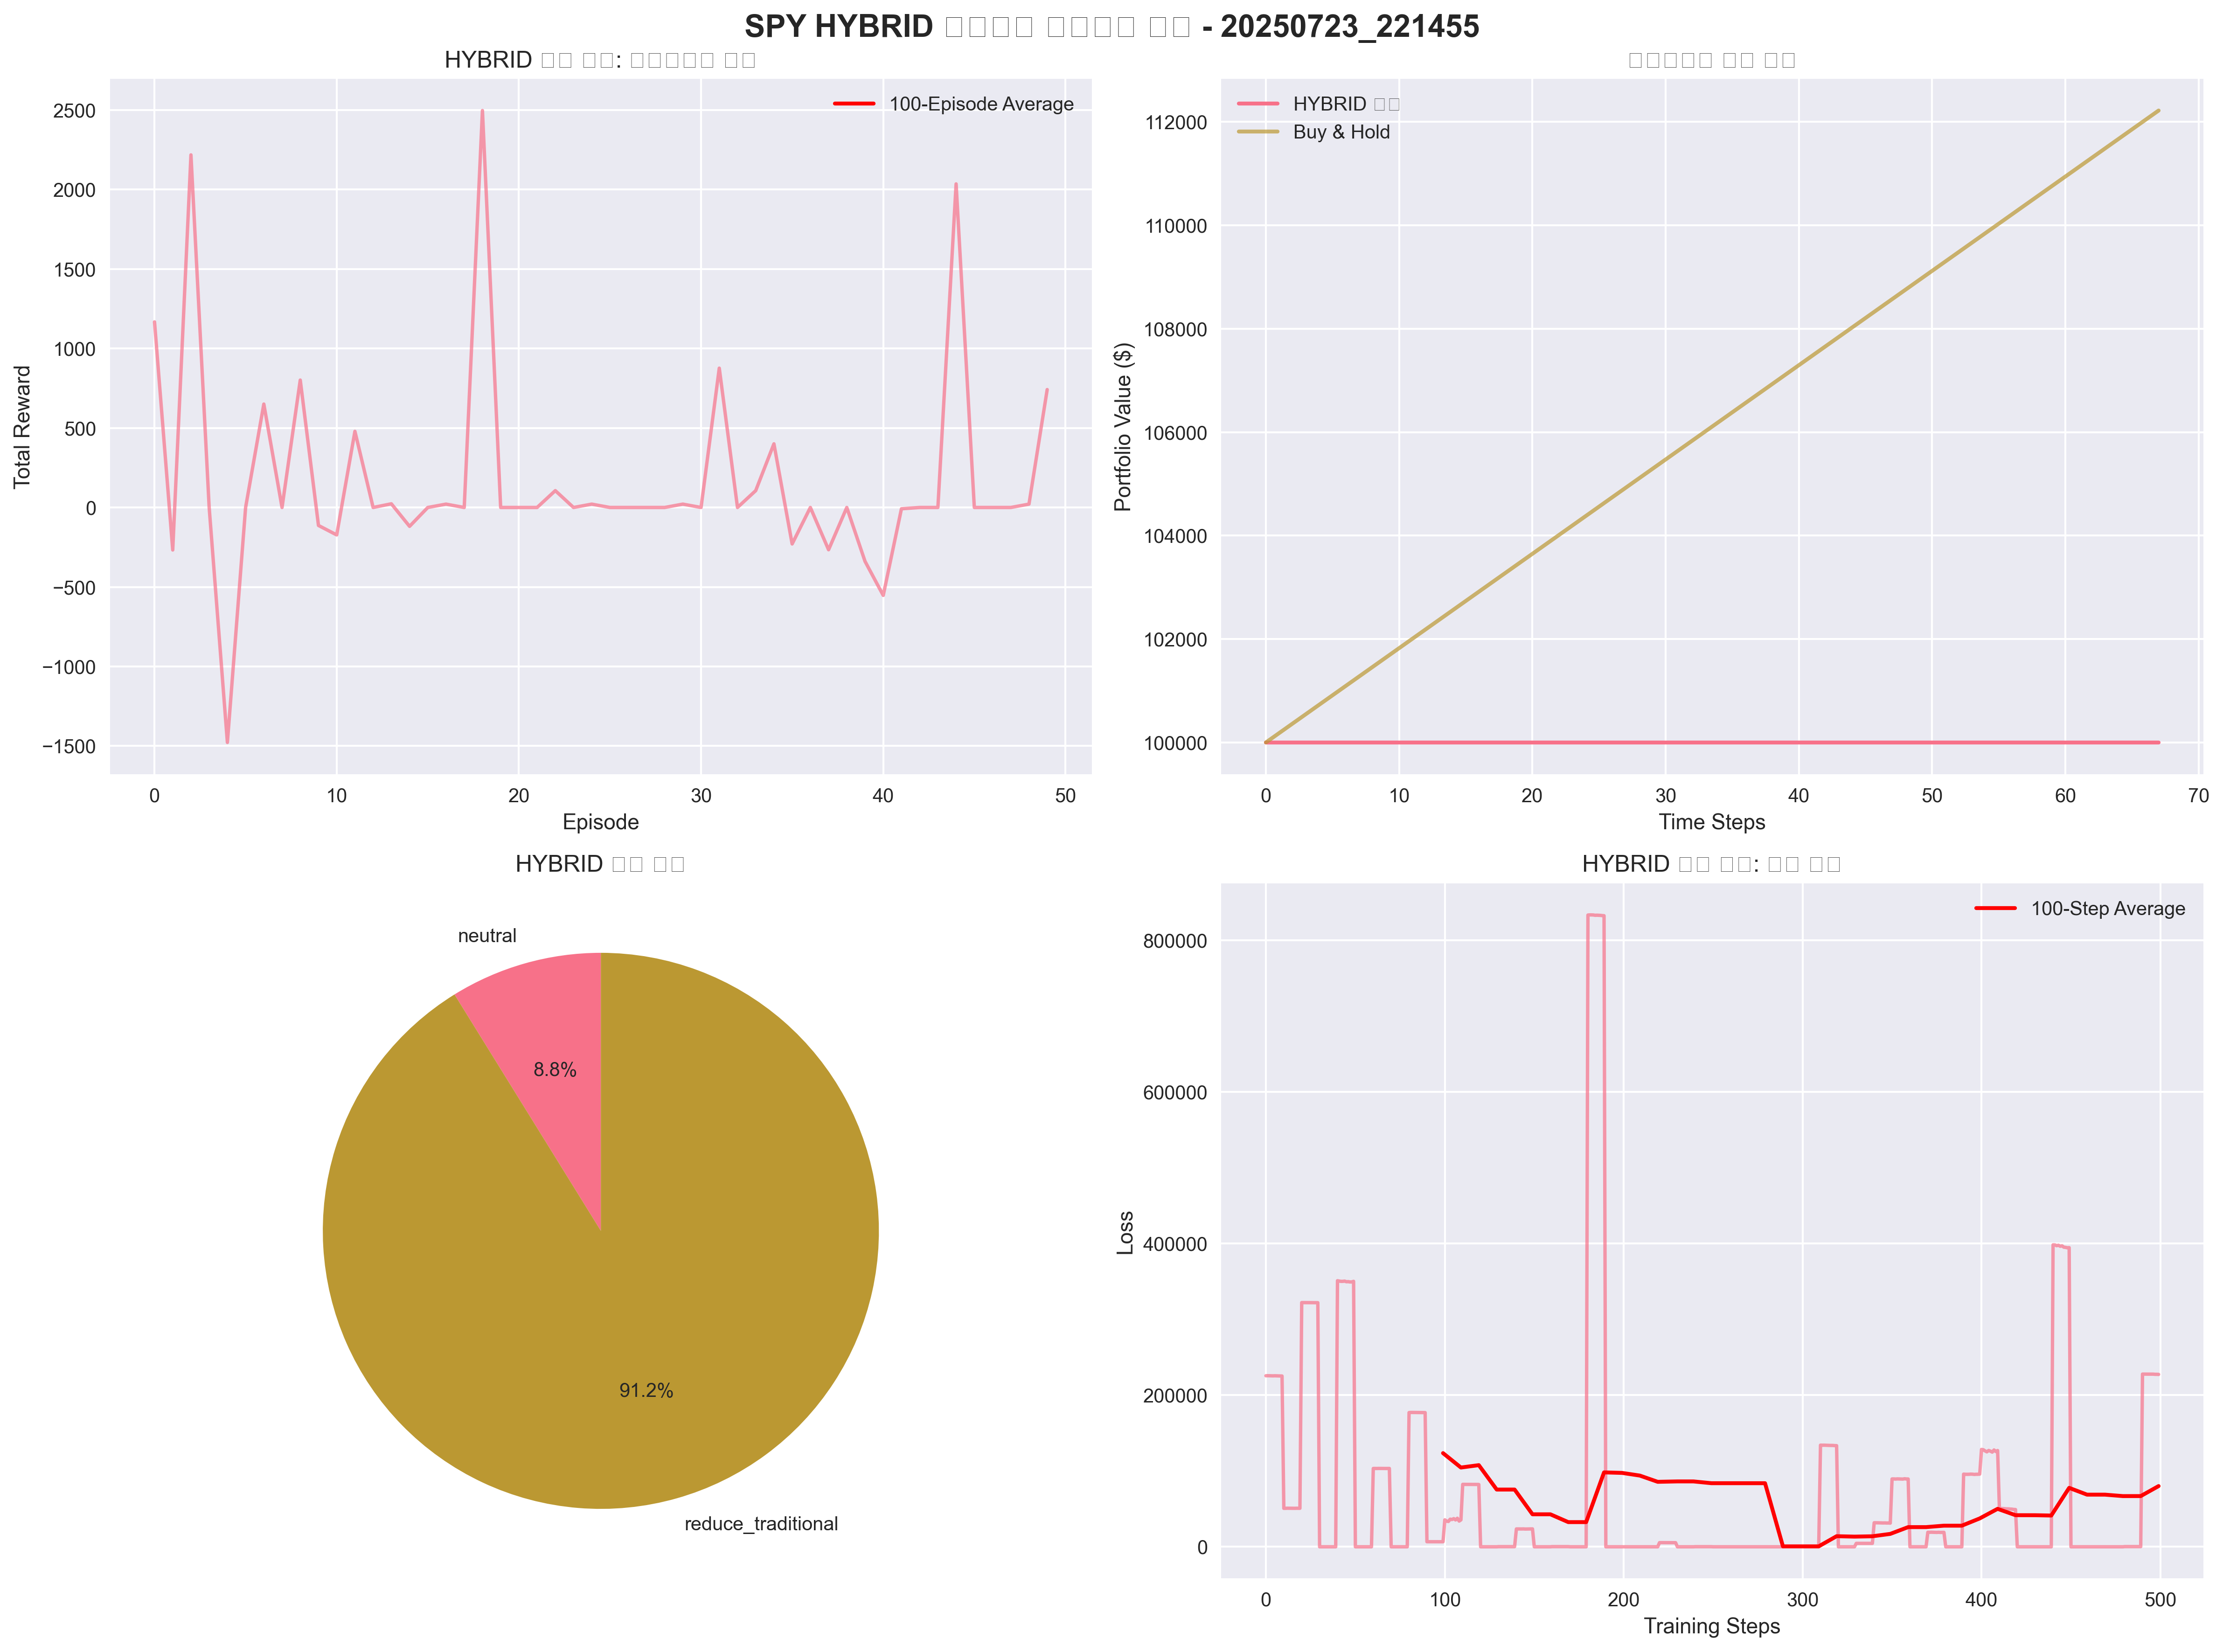 SPY HYBRID - 20250723_221455
HYBRID :
100-Episode Average
2500
2000
1500
1000
500
0
−500
−1000
−1500
Total Reward
0 10 20 30 40 50
Episode
HYBRID
Buy & Hold
112000
110000
108000
106000
104000
102000
100000
Portfolio Value ($)
0 10 20 30 40 50 60 70
Time Steps
HYBRID
neutral
8.8%
91.2%
reduce_traditional
HYBRID :
100-Step Average
800000
600000
400000
200000
0
Loss
0 100 200 300 400 500
Training Steps